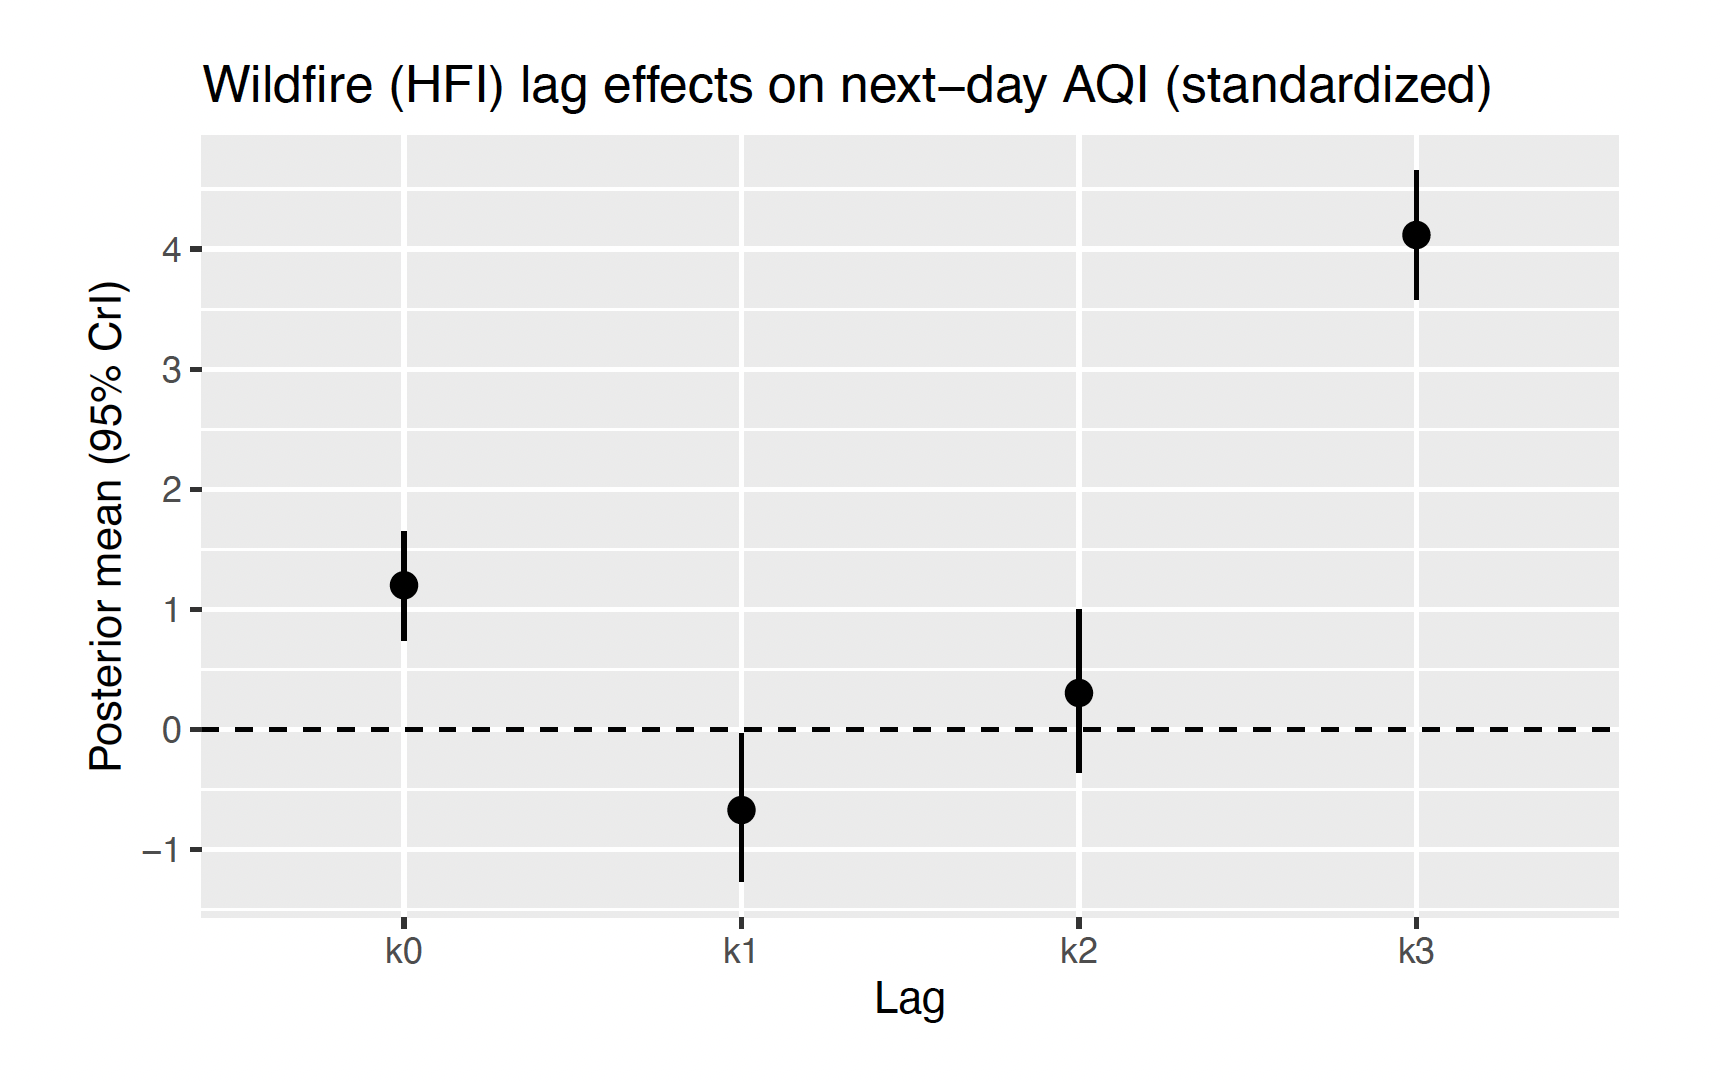 Wildfire (HFI) lag effects on next−day AQI (standardized)
Posterior mean (95% CrI)
4
3
2
1
0
−1
k0 k1 k2 k3
Lag